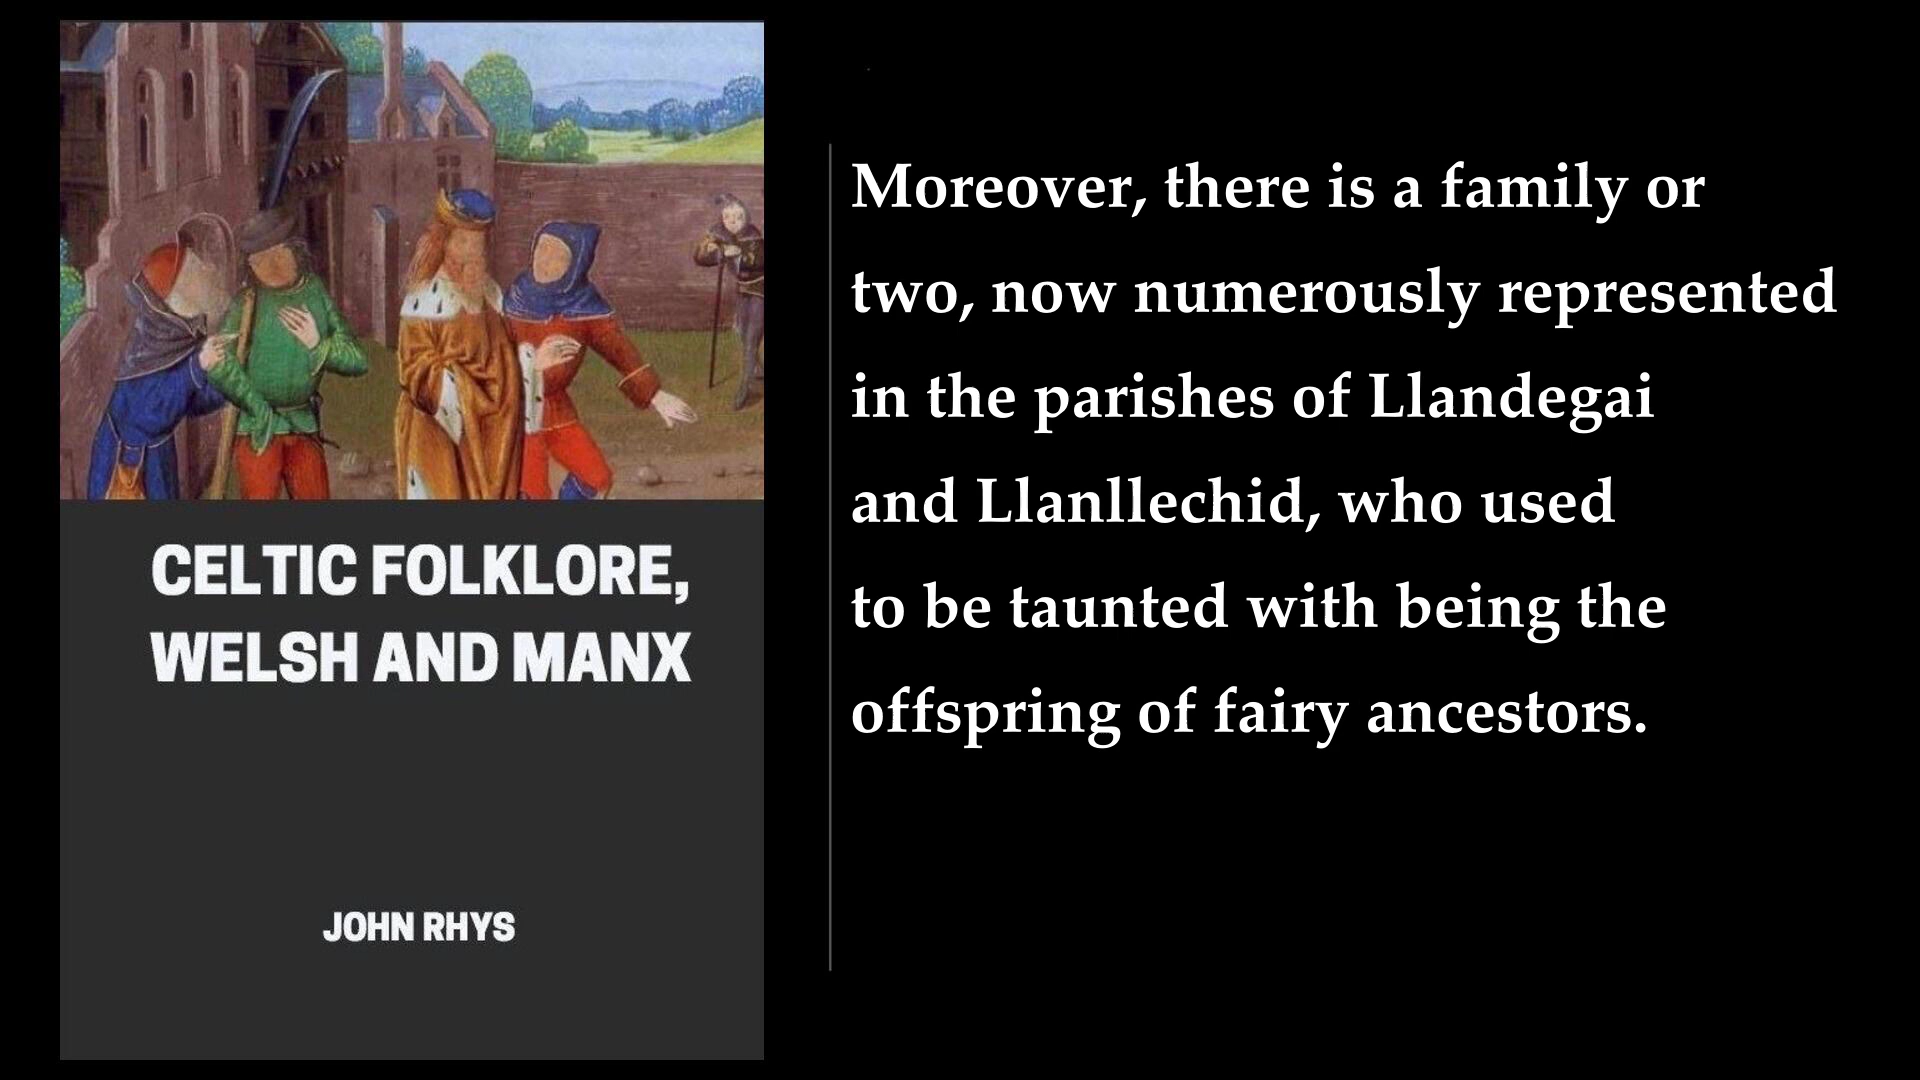 CELTIC FOLKLORE,
WELSH AND MANX
JOHN RHYS
Moreover, there is a family or
two, now numerously represented
in the parishes of Llandegai
and Llanllechid, who used
to be taunted with being the
offspring of fairy ancestors.